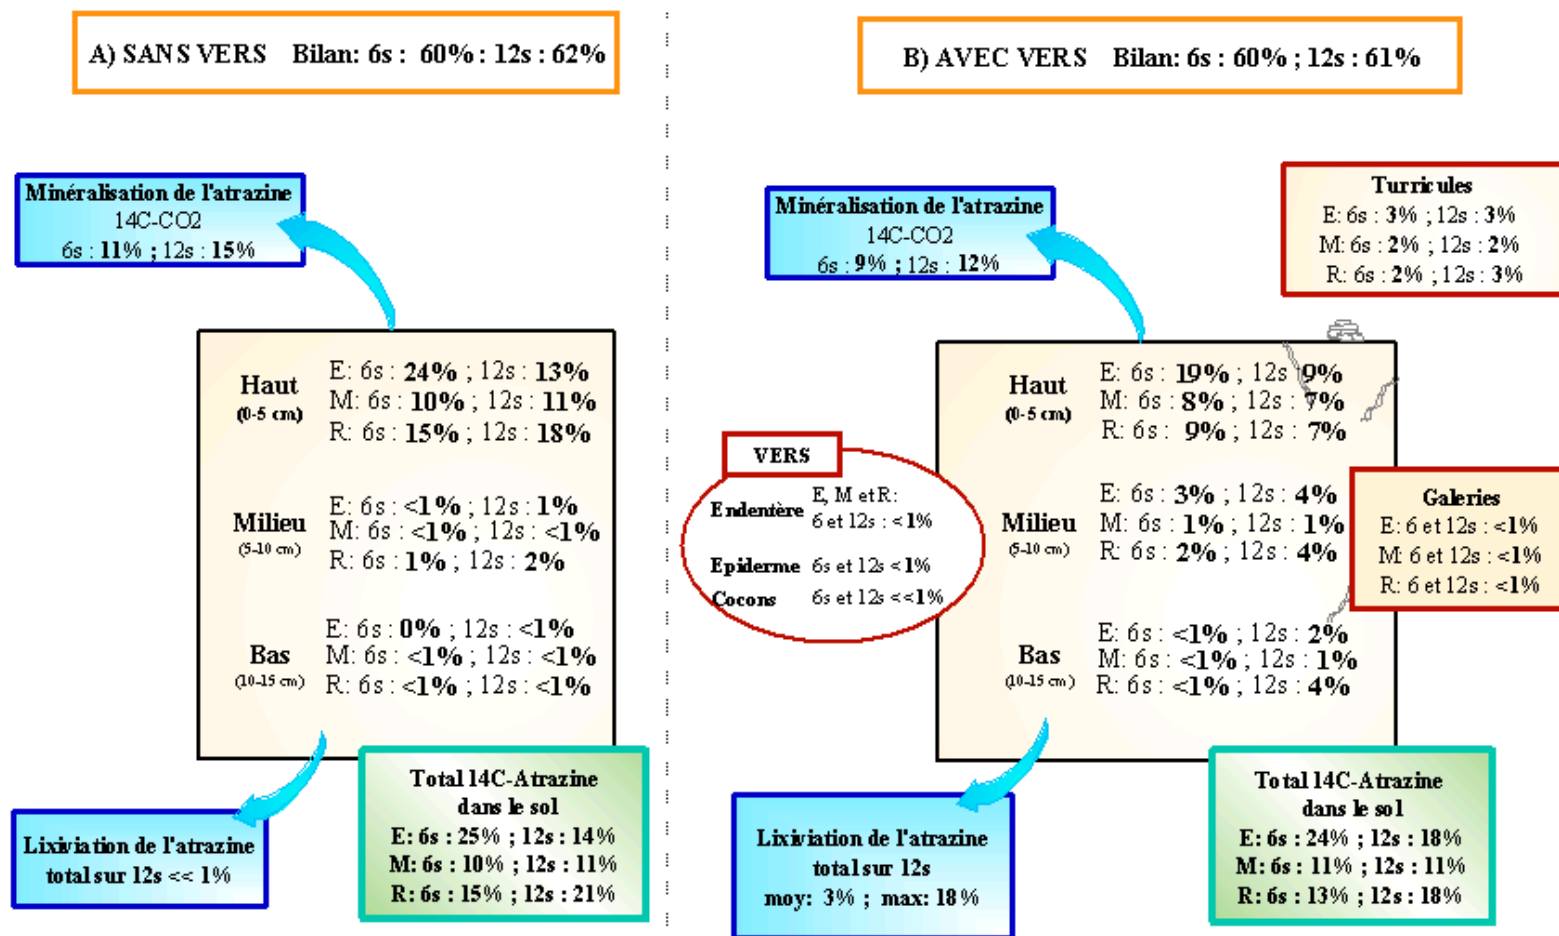 A) SANS VERS Bilan: 6s : 60% : 12s : 62%
Minéralisation de l'atrazine
14C-CO2
6s : 11% ; 12s : 15%
Haut
(0-5 cm)
E: 6s : 24% ; 12s : 13%
M: 6s : 10% ; 12s : 11%
R: 6s : 15% ; 12s : 18%
Milieu
(5-10 cm)
E: 6s : <1% ; 12s : 1%
M: 6s : <1% ; 12s : <1%
R: 6s : 1% ; 12s : 2%
Bas
(10-15 cm)
E: 6s : 0% ; 12s : <1%
M: 6s : <1% ; 12s : <1%
R: 6s : <1% ; 12s : <1%
Lixiviation de l'atrazine
total sur 12s << 1%
Total 14C-Atrazine
dans le sol
E: 6s : 25% ; 12s : 14%
M: 6s : 10% ; 12s : 11%
R: 6s : 15% ; 12s : 21%
B) AVEC VERS Bilan: 6s : 60% ; 12s : 61%
Minéralisation de l'atrazine
14C-CO2
6s : 9% ; 12s : 12%
Turricules
E: 6s : 3% ; 12s : 3%
M: 6s : 2% ; 12s : 2%
R: 6s : 2% ; 12s : 3%
Haut
(0-5 cm)
E: 6s : 19% ; 12s 9%
M: 6s : 8% ; 12s : 7%
R: 6s : 9% ; 12s : 7%
VERS
Endentère
E, M et R:
6 et 12s : <1%
Epiderme 6s et 12s <1%
Cocons 6s et 12s <<1%
Milieu
(5-10 cm)
E: 6s : 3% ; 12s : 4%
M: 6s : 1% ; 12s : 1%
R: 6s : 2% ; 12s : 4%
Galeries
E: 6 et 12s : <1%
M: 6 et 12s : <1%
R: 6 et 12s : <1%
Bas
(10-15 cm)
E: 6s : <1% ; 12s : 2%
M: 6s : <1% ; 12s : 1%
R: 6s : <1% ; 12s : 4%
Lixiviation de l'atrazine
total sur 12s
moy: 3% ; max: 18%
Total 14C-Atrazine
dans le sol
E: 6s : 24% ; 12s : 18%
M: 6s : 11% ; 12s : 11%
R: 6s : 13% ; 12s : 18%